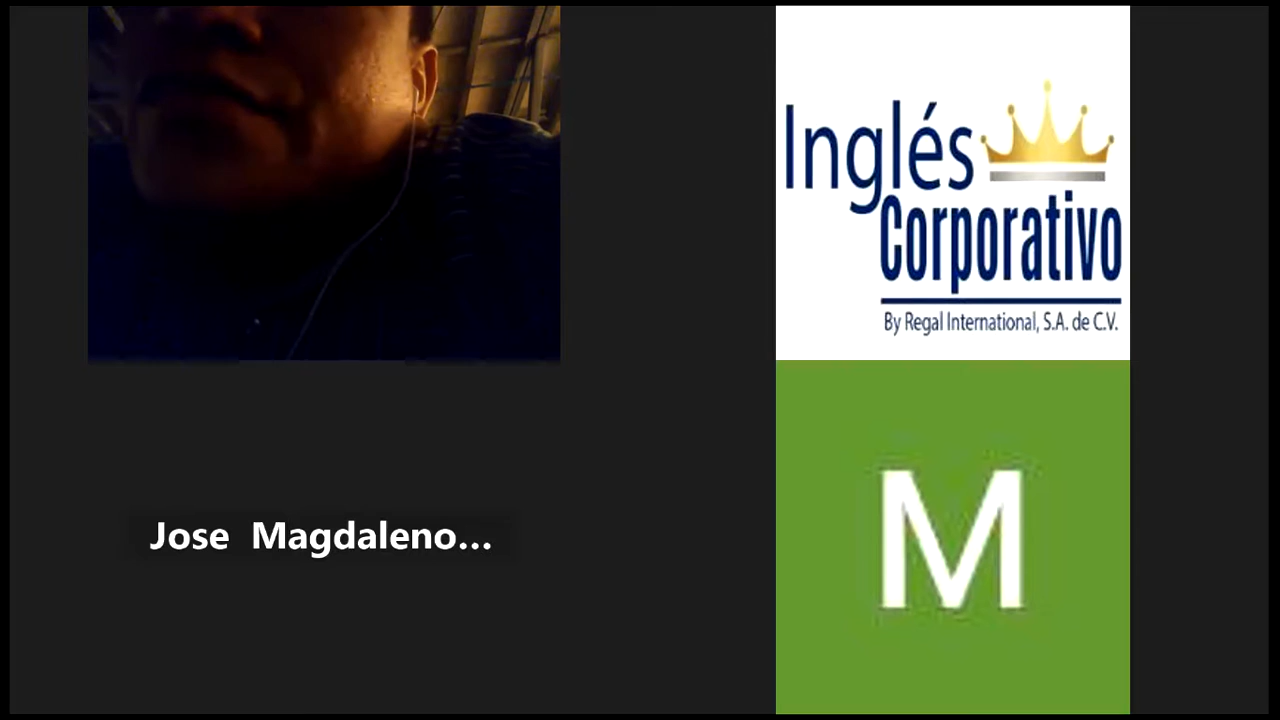 Inglés
Corporativo
By Regal International, S.A. de C.V.
Jose Magdaleno...
M